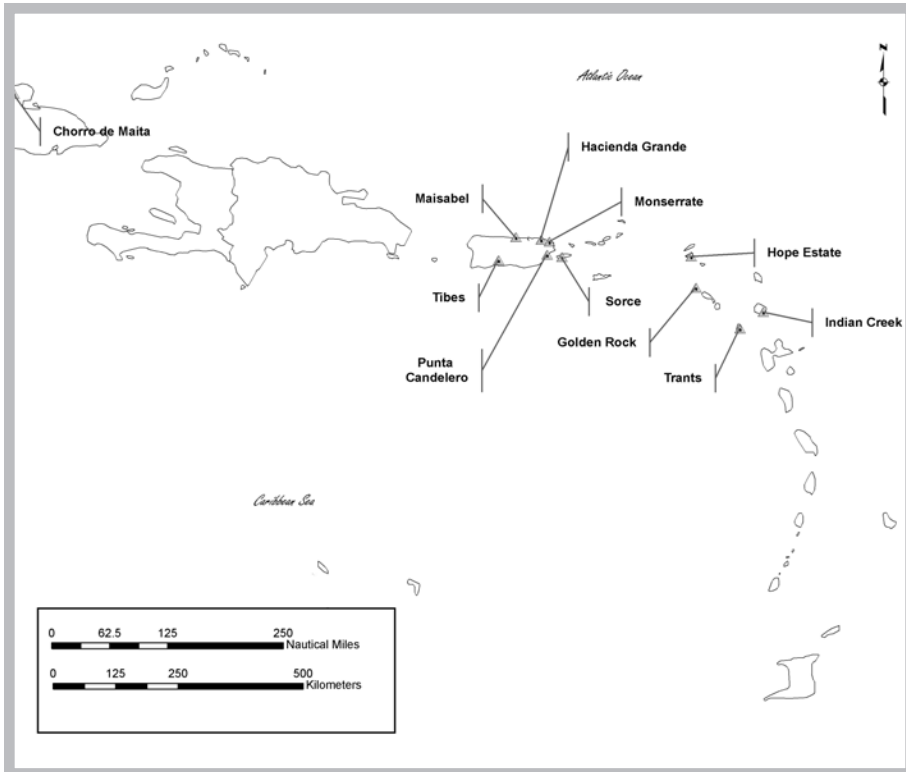 Atlantic Ocean
N
Chorro de Maita
Hacienda Grande
Maisabel
Monserrate
Hope Estate
Tibes
Sorce
Indian Creek
Golden Rock
Punta
Candelero
Trants
Caribbean Sea
0 62.5 125 250
Nautical Miles
0 125 250 500
Kilometers